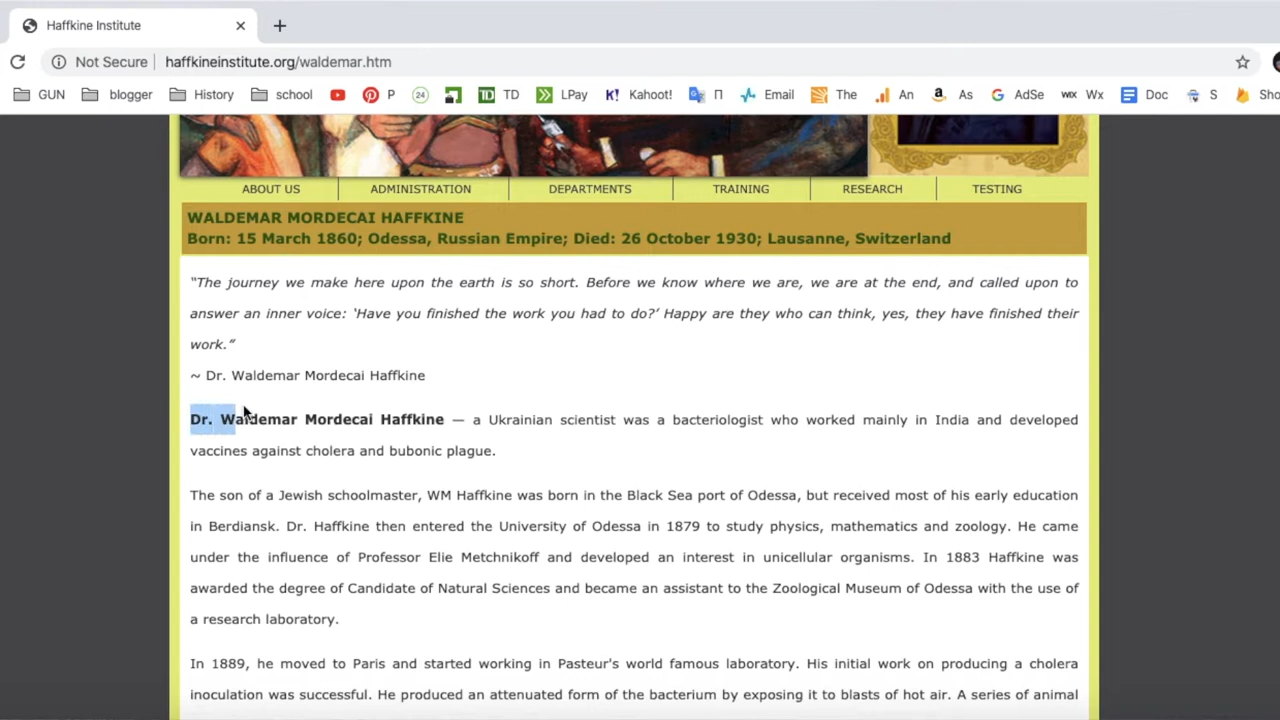 Haffkine Institute
Not Secure haffkineinstitute.org/waldemar.htm
GUN blogger History school P 24 TD TD LPay K! Kahoot! П Email The An As AdSe WIX Wx Doc S Sho
ABOUT US ADMINISTRATION DEPARTMENTS TRAINING RESEARCH TESTING
WALDEMAR MORDECAI HAFFKINE
Born: 15 March 1860; Odessa, Russian Empire; Died: 26 October 1930; Lausanne, Switzerland
“The journey we make here upon the earth is so short. Before we know where we are, we are at the end, and called upon to
answer an inner voice: ‘Have you finished the work you had to do?’ Happy are they who can think, yes, they have finished their
work.”
~ Dr. Waldemar Mordecai Haffkine
Dr. Waldemar Mordecai Haffkine — a Ukrainian scientist was a bacteriologist who worked mainly in India and developed
vaccines against cholera and bubonic plague.
The son of a Jewish schoolmaster, WM Haffkine was born in the Black Sea port of Odessa, but received most of his early education
in Berdiansk. Dr. Haffkine then entered the University of Odessa in 1879 to study physics, mathematics and zoology. He came
under the influence of Professor Elie Metchnikoff and developed an interest in unicellular organisms. In 1883 Haffkine was
awarded the degree of Candidate of Natural Sciences and became an assistant to the Zoological Museum of Odessa with the use of
a research laboratory.
In 1889, he moved to Paris and started working in Pasteur's world famous laboratory. His initial work on producing a cholera
inoculation was successful. He produced an attenuated form of the bacterium by exposing it to blasts of hot air. A series of animal